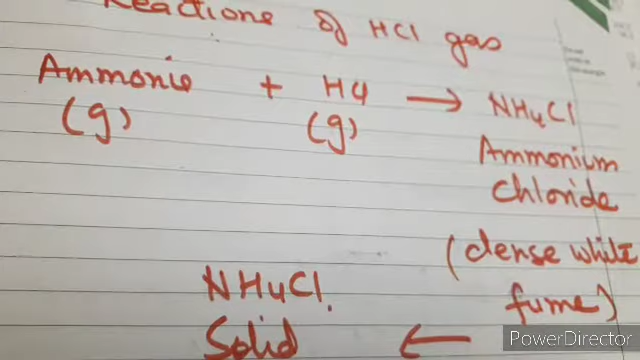 Reactions of HCl gas
Ammonia + HCl → NH4Cl
(g) (g)
Ammonium
Chloride
(dense white
fume)
NH4Cl
Solid ←
PowerDirector